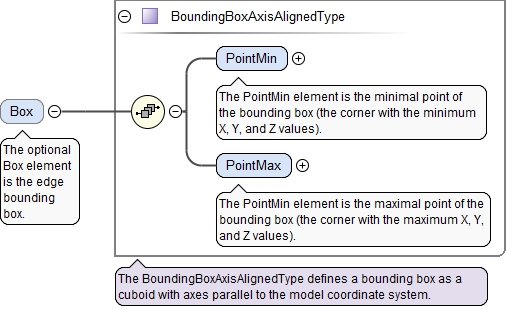 BoundingBoxAxisAlignedType
PointMin
The PointMin element is the minimal point of
the bounding box (the corner with the minimum
X, Y, and Z values).
Box
The optional
Box element
is the edge
bounding
box.
PointMax
The PointMin element is the maximal point of the
bounding box (the corner with the maximum X, Y,
and Z values).
The BoundingBoxAxisAlignedType defines a bounding box as a
cuboid with axes parallel to the model coordinate system.